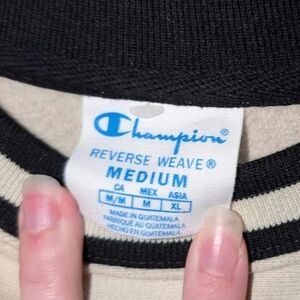 Champion®
REVERSE WEAVE®
MEDIUM
CA MEX ASIA
M/M M XL
MADE IN GUATEMALA
FABRIQUÉ AU GUATEMALA
HECHO EN GUATEMALA